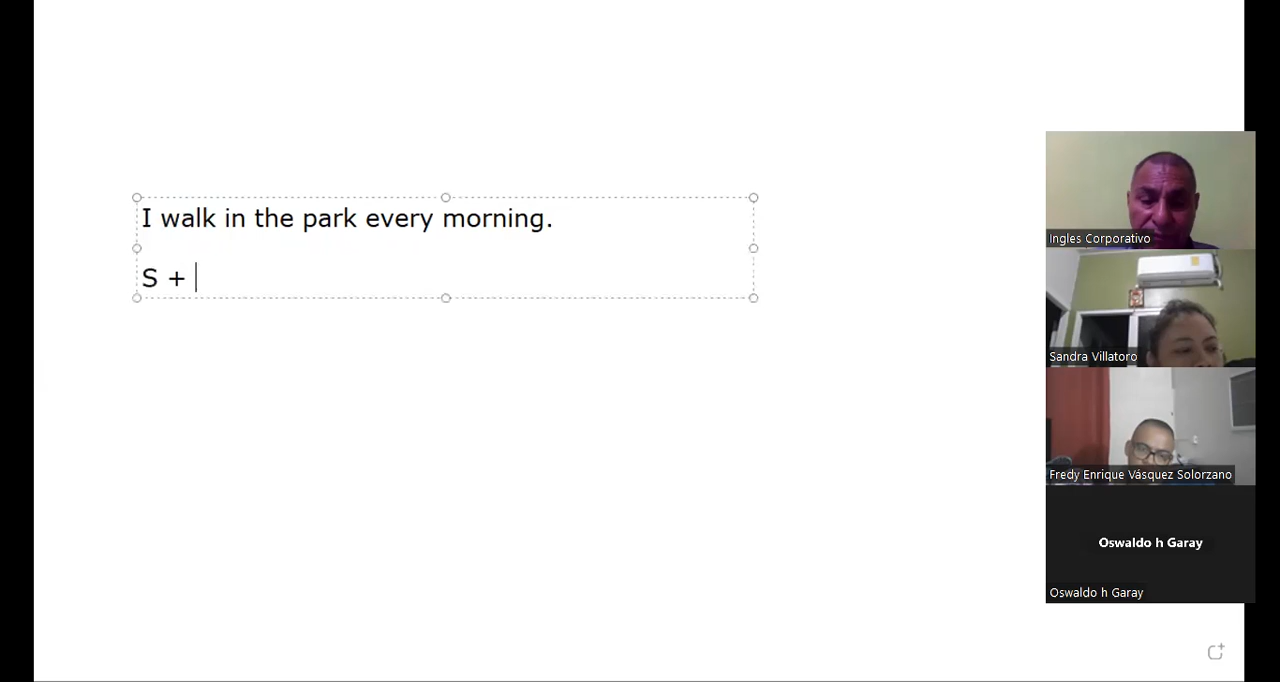 I walk in the park every morning.
S +
Ingles Corporativo
Sandra Villatoro
Fredy Enrique Vásquez Solorzano
Oswaldo h Garay
Oswaldo h Garay